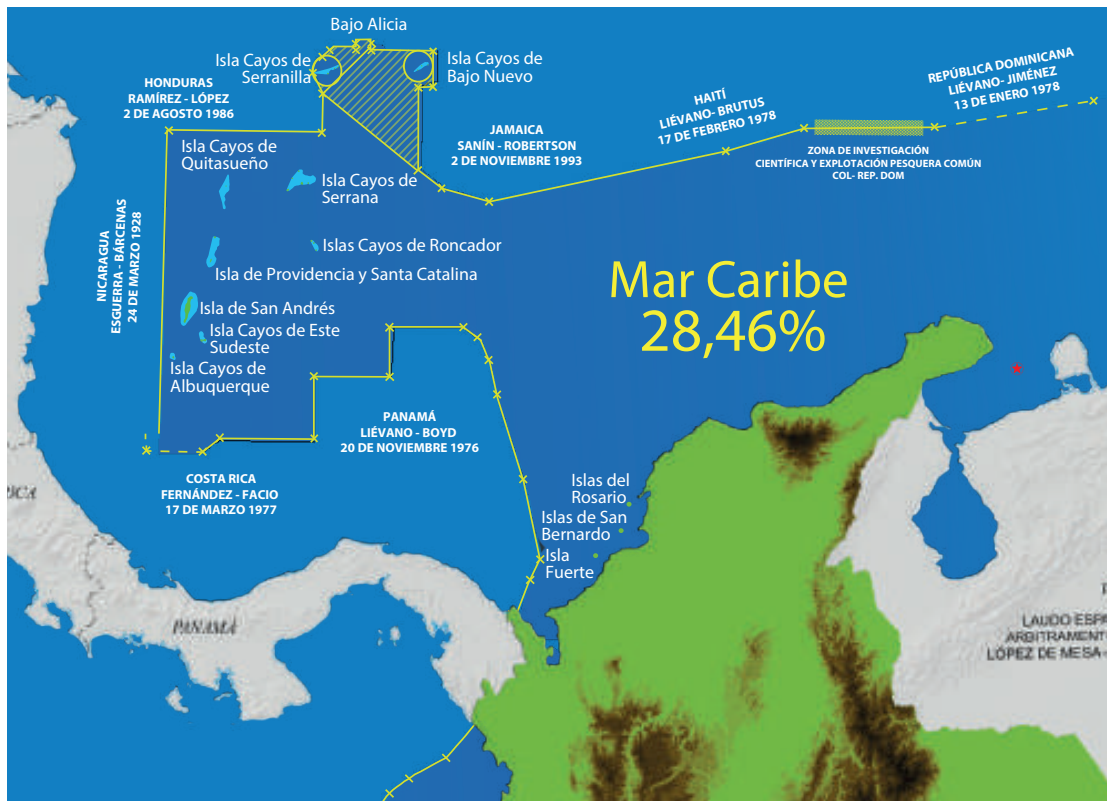 Bajo Alicia
Isla Cayos de
Serranilla
Isla Cayos de
Bajo Nuevo
HONDURAS
RAMÍREZ - LÓPEZ
2 DE AGOSTO 1986
JAMAICA
SANÍN - ROBERTSON
2 DE NOVIEMBRE 1993
HAITÍ
LIÉVANO- BRUTUS
17 DE FEBRERO 1978
REPÚBLICA DOMINICANA
LIÉVANO- JIMÉNEZ
13 DE ENERO 1978
ZONA DE INVESTIGACIÓN
CIENTÍFICA Y EXPLOTACIÓN PESQUERA COMÚN
COL- REP. DOM
Isla Cayos de
Quitasueño
Isla Cayos de
Serrana
NICARAGUA
ESGUERRA - BÁRCENAS
24 DE MARZO 1928
Islas Cayos de Roncador
Isla de Providencia y Santa Catalina
Isla de San Andrés
Isla Cayos de Este
Sudeste
Isla Cayos de
Albuquerque
Mar Caribe
28,46%
PANAMÁ
LIÉVANO - BOYD
20 DE NOVIEMBRE 1976
COSTA RICA
FERNÁNDEZ - FACIO
17 DE MARZO 1977
Islas del
Rosario
Islas de San
Bernardo
Isla
Fuerte
RICA
PANAMÁ
LAUDO ESP
ARBITRAMENT
LÓPEZ DE MESA -